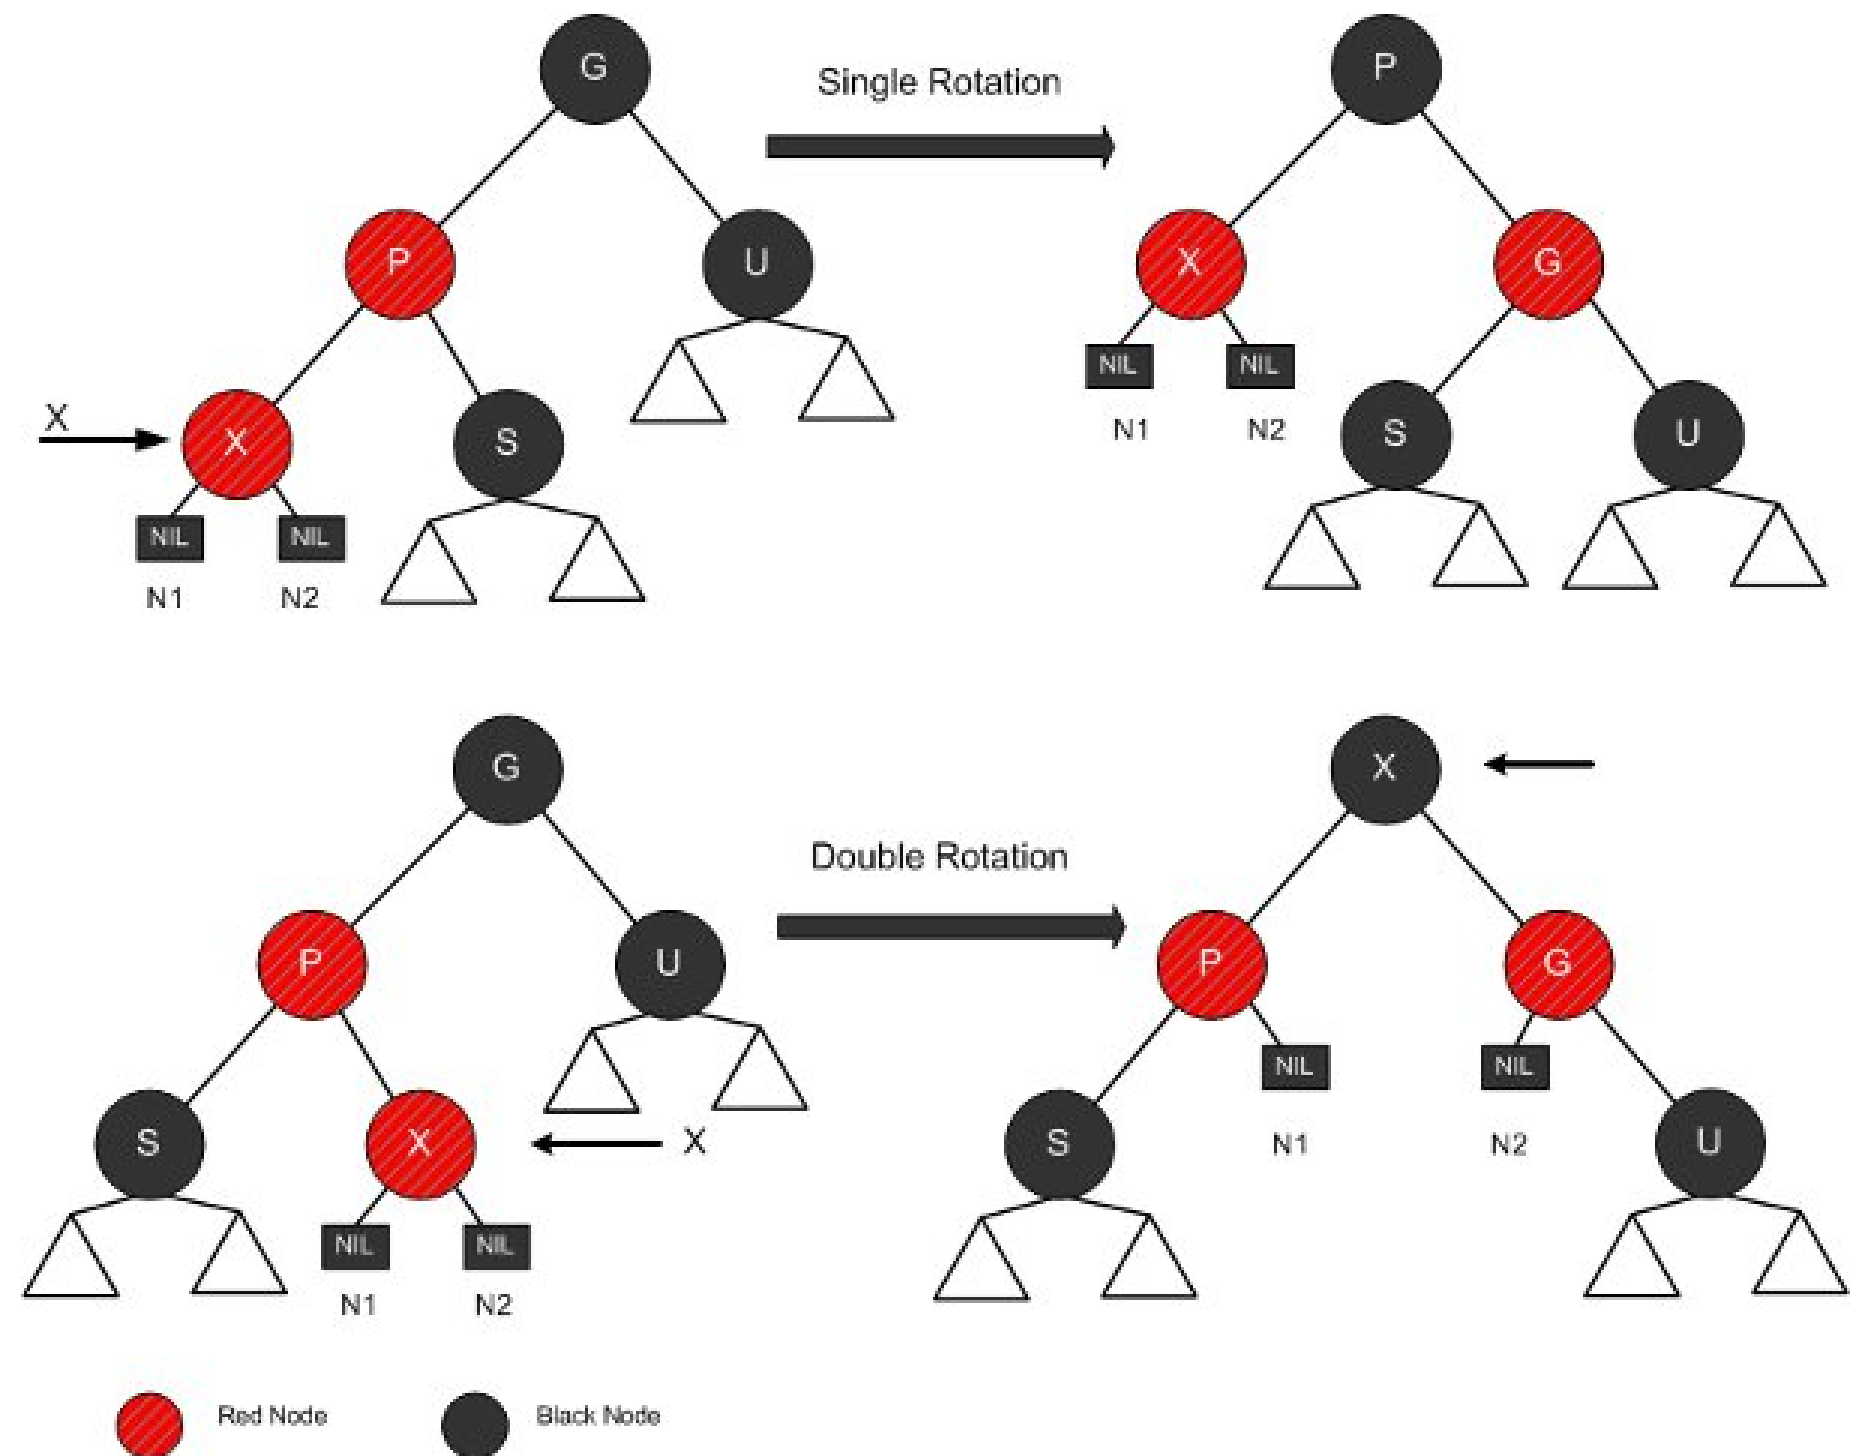 G
Single Rotation
P
P
U
X
G
X
X
S
NIL
NIL
S
U
NIL
NIL
N1
N2
N1
N2
G
X
Double Rotation
P
U
P
G
S
X
X
NIL
NIL
S
N1
N2
U
NIL
NIL
N1
N2
Red Node
Black Node